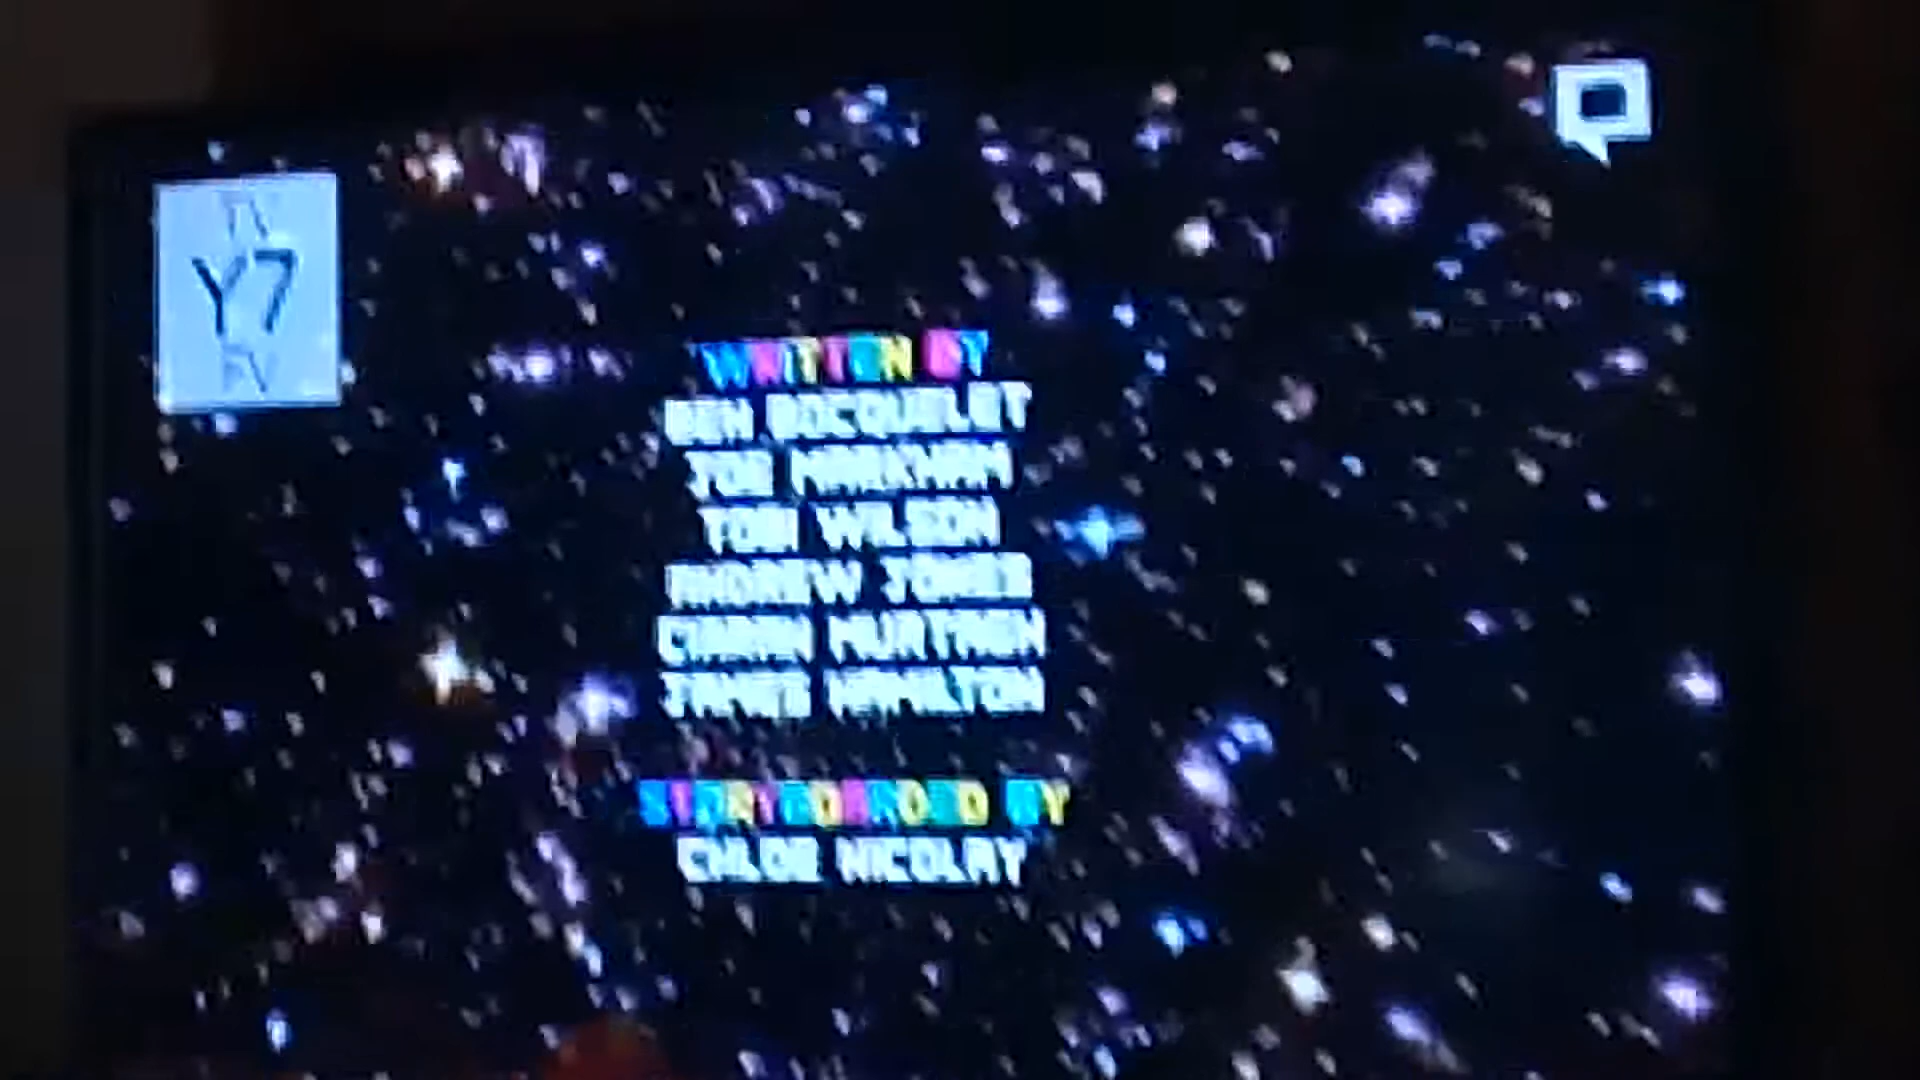 TV
Y7
FV
WRITTEN BY
BEN BOCQUELET
JOE MARKHAM
TOBI WILSON
ANDREW JONES
CIARAN MURTAGH
JAMES HAMILTON
STORYBOARD BY
CHLOE NICOLAY